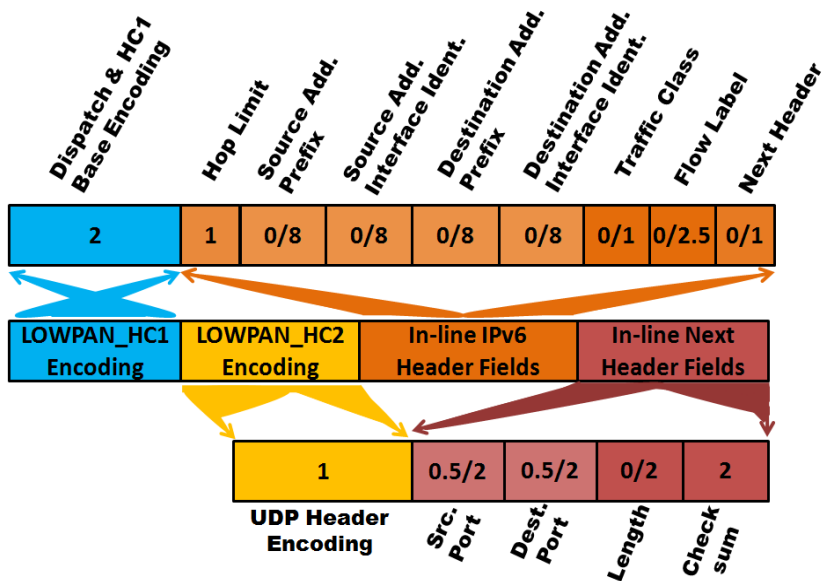 Dispatch & HC1
Base Encoding
Hop Limit
Source Add.
Prefix
Source Add.
Interface Ident.
Destination Add.
Prefix
Destination Add.
Interface Ident.
Traffic Class
Flow Label
Next Header
2 1 0/8 0/8 0/8 0/8 0/1 0/2.5 0/1
LOWPAN_HC1
Encoding
LOWPAN_HC2
Encoding
In-line IPv6
Header Fields
In-line Next
Header Fields
1 0.5/2 0.5/2 0/2 2
UDP Header
Encoding
Src.
Port
Dest.
Port
Length
Check
sum